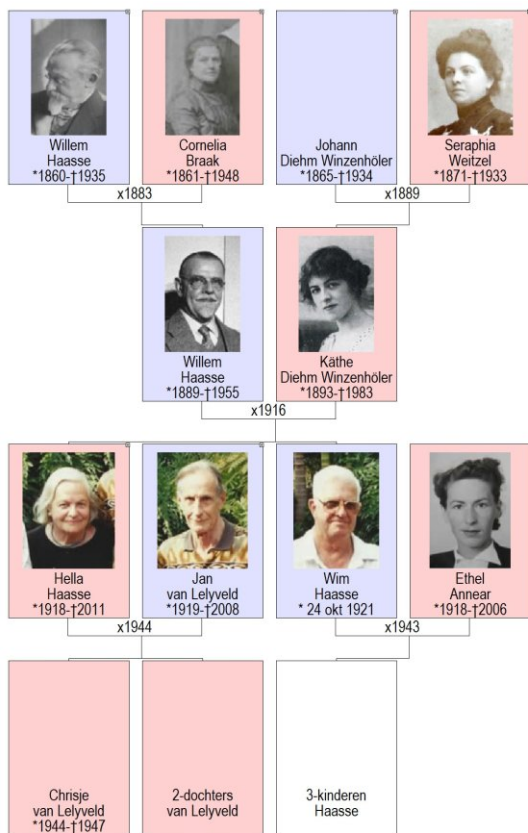 Willem
Haasse
*1860-†1935
Cornelia
Braak
*1861-†1948
Johann
Diehm Winzenhöler
*1865-†1934
Seraphia
Weitzel
*1871-†1933
x1883
x1889
Willem
Haasse
*1889-†1955
Käthe
Diehm Winzenhöler
*1893-†1983
x1916
Hella
Haasse
*1918-†2011
Jan
van Lelyveld
*1919-†2008
Wim
Haasse
* 24 okt 1921
Ethel
Annear
*1918-†2006
x1944
x1943
Chrisje
van Lelyveld
*1944-†1947
2-dochters
van Lelyveld
3-kinderen
Haasse